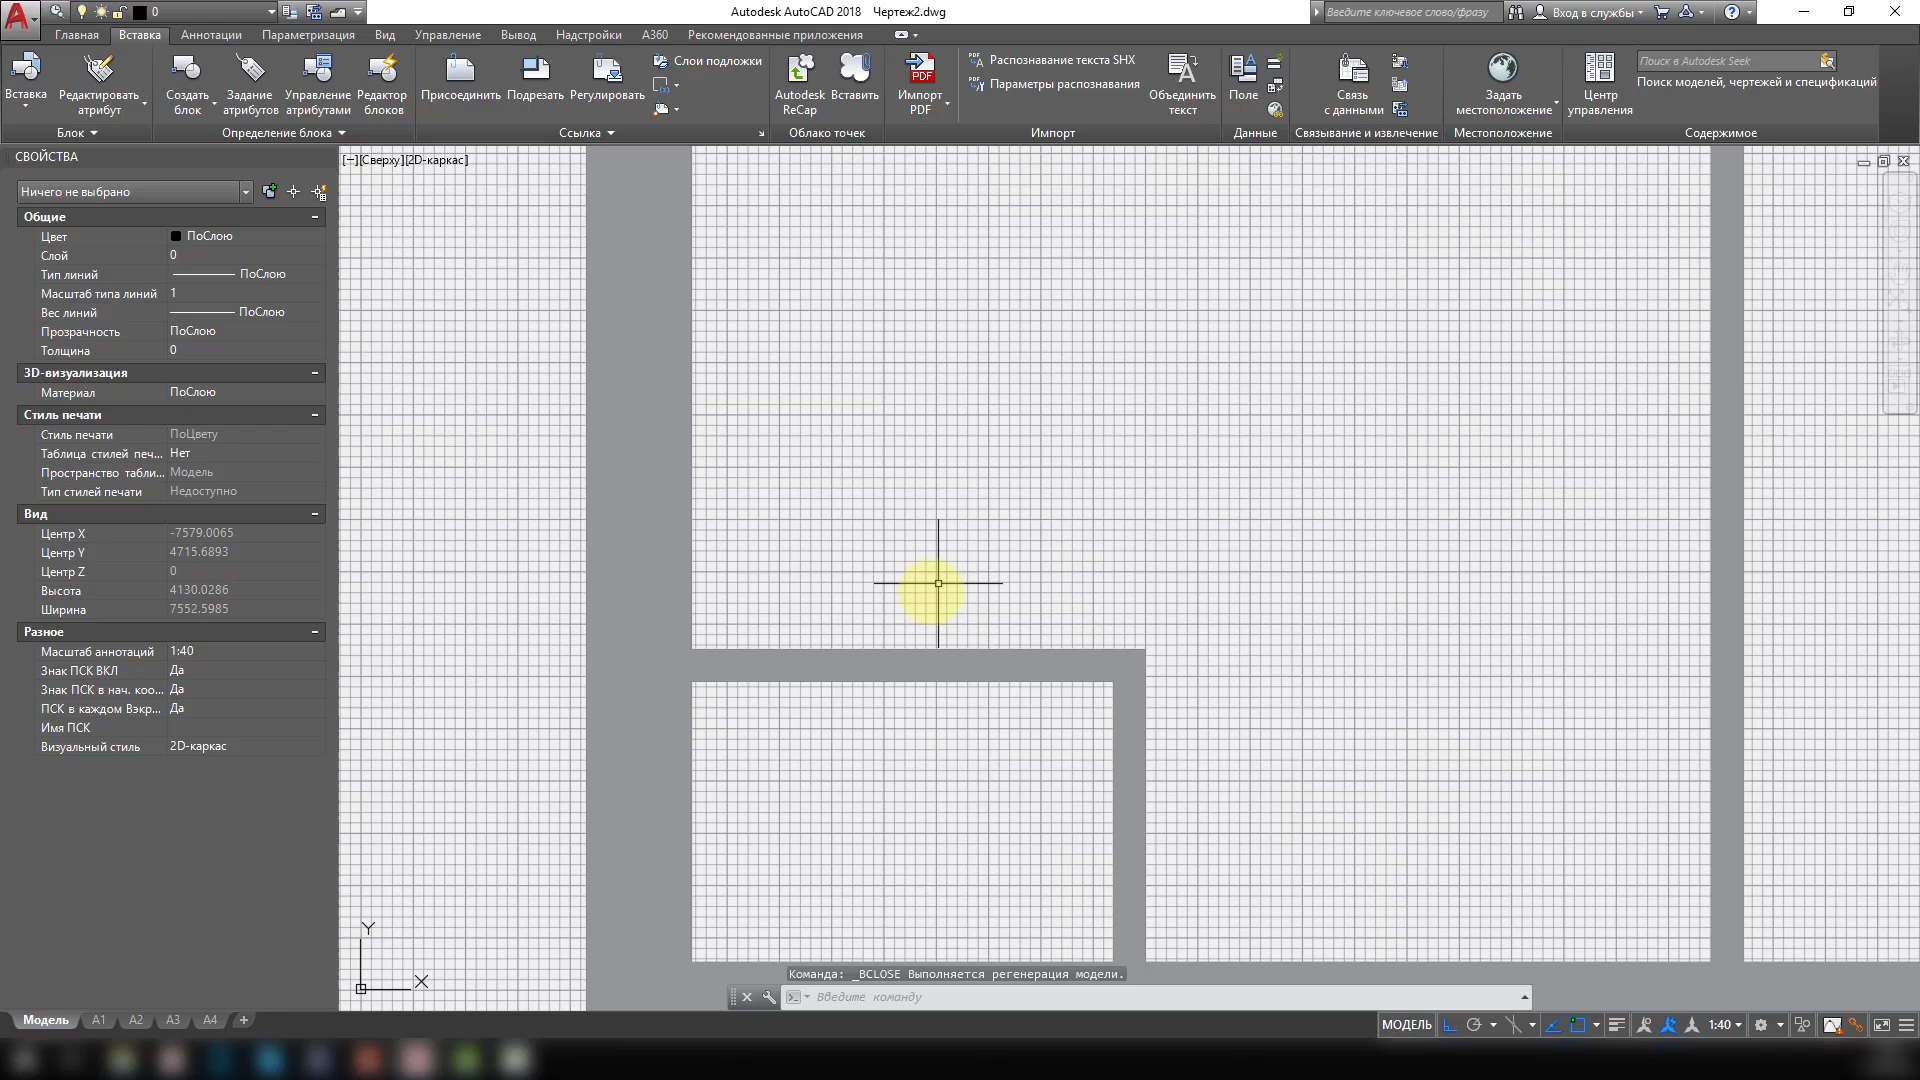 0
Autodesk AutoCAD 2018 Чертеж2.dwg
Введите ключевое слово/фразу
Вход в службы
Главная Вставка Аннотации Параметризация Вид Управление Вывод Надстройки A360 Рекомендованные приложения
Вставка
Редактировать атрибут
Создать блок
Задание атрибутов
Управление атрибутами
Редактор блоков
Присоединить
Подрезать
Регулировать
Слои подложки
Autodesk ReCap
Вставить
Импорт PDF
PDF
Распознавание текста SHX
Параметры распознавания
Объединить текст
Поле
Связь с данными
Задать местоположение
Центр управления
Поиск в Autodesk Seek
Поиск моделей, чертежей и спецификаций
Блок
Определение блока
Ссылка
Облако точек
Импорт
Данные
Связывание и извлечение
Местоположение
Содержимое
СВОЙСТВА
[−][Сверху][2D-каркас]
Ничего не выбрано
Общие
Цвет ПоСлою
Слой 0
Тип линий ПоСлою
Масштаб типа линий 1
Вес линий ПоСлою
Прозрачность ПоСлою
Толщина 0
3D-визуализация
Материал ПоСлою
Стиль печати
Стиль печати ПоЦвету
Таблица стилей печ... Нет
Пространство табли... Модель
Тип стилей печати Недоступно
Вид
Центр X -7579.0065
Центр Y 4715.6893
Центр Z 0
Высота 4130.0286
Ширина 7552.5985
Разное
Масштаб аннотаций 1:40
Знак ПСК ВКЛ Да
Знак ПСК в нач. коо... Да
ПСК в каждом Вэкр... Да
Имя ПСК
Визуальный стиль 2D-каркас
Y
X
Команда: _BCLOSE Выполняется регенерация модели.
Введите команду
Модель A1 A2 A3 A4 +
МОДЕЛЬ
1:40